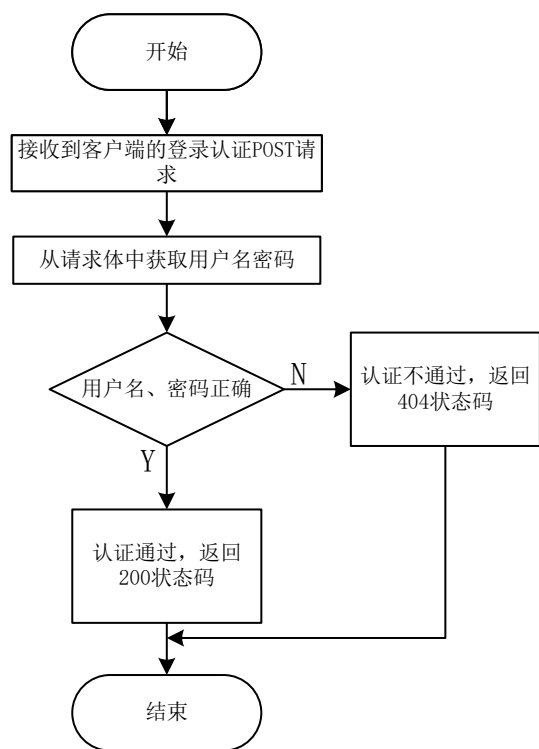 开始
接收到客户端的登录认证POST请
求
从请求体中获取用户名密码
用户名、密码正确
N
认证不通过，返回
404状态码
Y
认证通过，返回
200状态码
结束